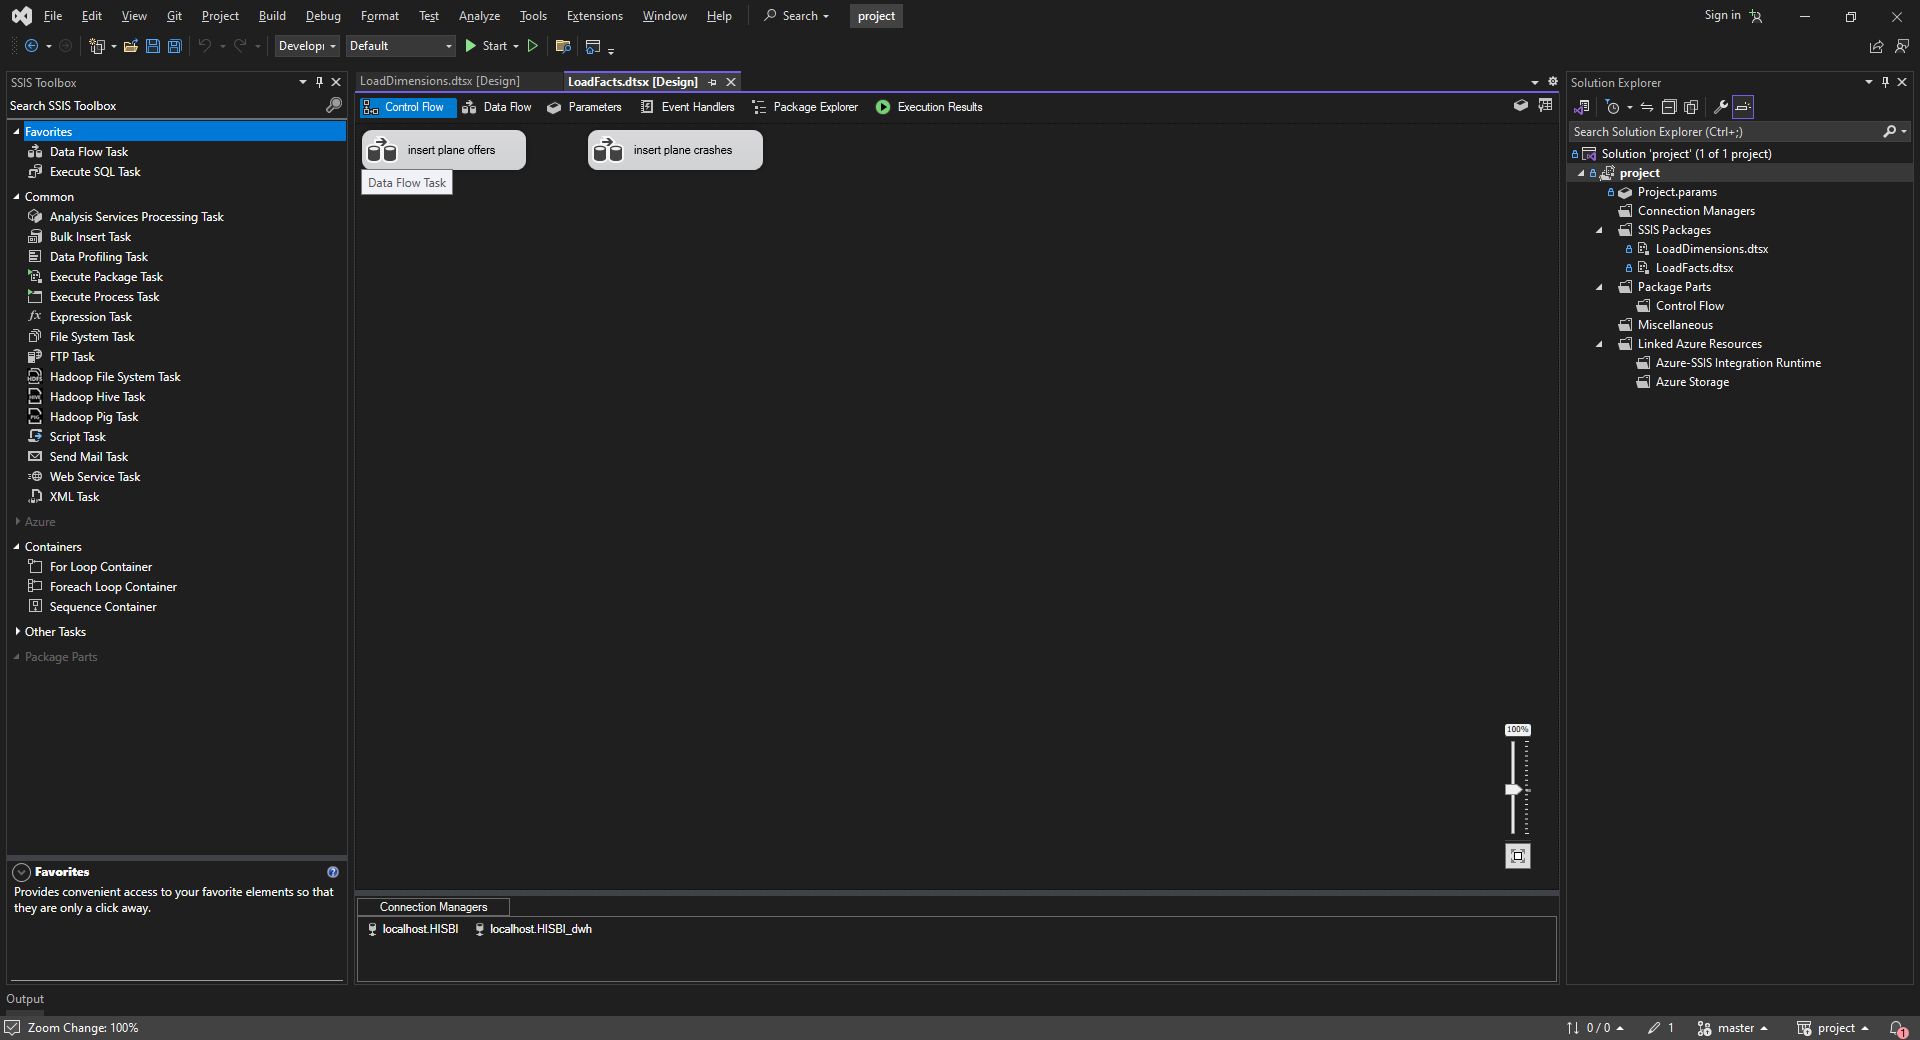 File Edit View Git Project Build Debug Format Test Analyze Tools Extensions Window Help Search project Sign in
Developi Default Start
SSIS Toolbox
Search SSIS Toolbox
Favorites
Data Flow Task
Execute SQL Task
Common
Analysis Services Processing Task
Bulk Insert Task
Data Profiling Task
Execute Package Task
Execute Process Task
Expression Task
File System Task
FTP Task
Hadoop File System Task
Hadoop Hive Task
Hadoop Pig Task
Script Task
Send Mail Task
Web Service Task
XML Task
Azure
Containers
For Loop Container
Foreach Loop Container
Sequence Container
Other Tasks
Package Parts
Favorites
Provides convenient access to your favorite elements so that
they are only a click away.
LoadDimensions.dtsx [Design] LoadFacts.dtsx [Design]
Control Flow Data Flow Parameters Event Handlers Package Explorer Execution Results
insert plane offers insert plane crashes
Data Flow Task
100%
Connection Managers
localhost.HISBI localhost.HISBI_dwh
Solution Explorer
Search Solution Explorer (Ctrl+;)
Solution 'project' (1 of 1 project)
project
Project.params
Connection Managers
SSIS Packages
LoadDimensions.dtsx
LoadFacts.dtsx
Package Parts
Control Flow
Miscellaneous
Linked Azure Resources
Azure-SSIS Integration Runtime
Azure Storage
Output
Zoom Change: 100% 0 / 0 1 master project 1